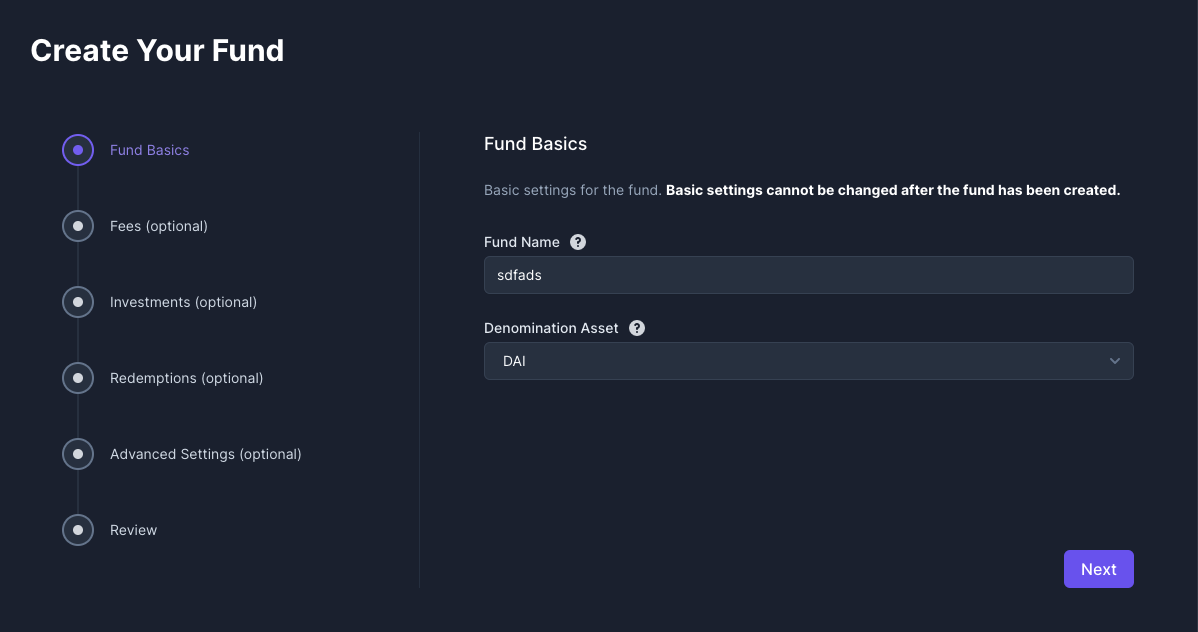 Create Your Fund
Fund Basics
Fees (optional)
Investments (optional)
Redemptions (optional)
Advanced Settings (optional)
Review
Fund Basics
Basic settings for the fund. Basic settings cannot be changed after the fund has been created.
Fund Name ?
sdfads
Denomination Asset ?
DAI
Next